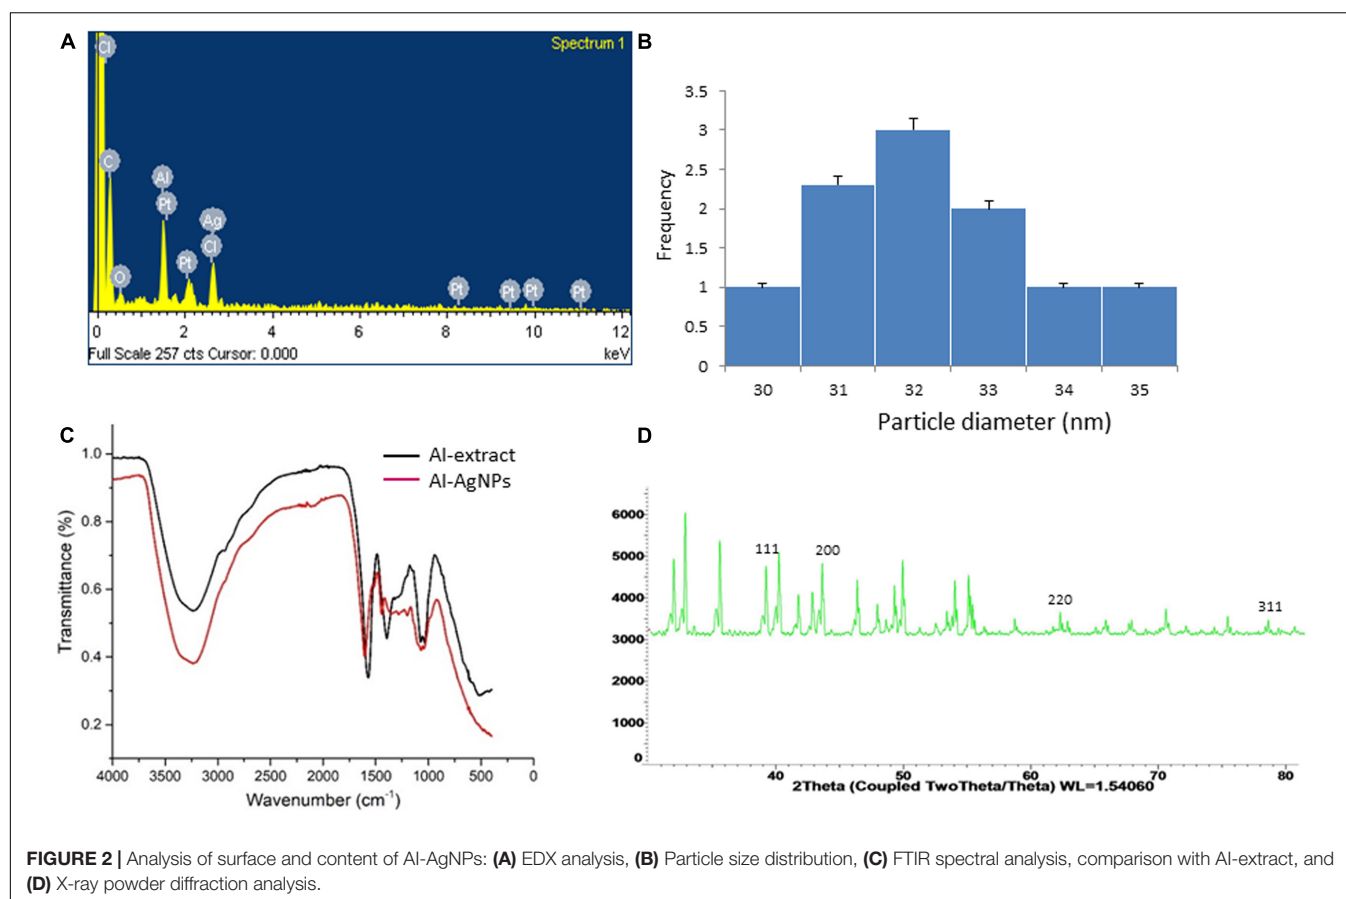 A
Spectrum 1
Cl
C
O
Al
Pt
Pt
Ag
Cl
Pt
Pt
Pt
Pt
0 2 4 6 8 10 12
Full Scale 257 cts Cursor: 0.000 keV
B
3.5
3
2.5
2
1.5
1
0.5
0
Frequency
30 31 32 33 34 35
Particle diameter (nm)
C
Al-extract
Al-AgNPs
1.0
0.8
0.6
0.4
0.2
Transmittance (%)
4000 3500 3000 2500 2000 1500 1000 500 0
Wavenumber (cm⁻¹)
D
6000
5000
4000
3000
2000
1000
0
111
200
220
311
40 50 60 70 80
2Theta (Coupled TwoTheta/Theta) WL=1.54060
FIGURE 2 | Analysis of surface and content of Al-AgNPs: (A) EDX analysis, (B) Particle size distribution, (C) FTIR spectral analysis, comparison with Al-extract, and
(D) X-ray powder diffraction analysis.